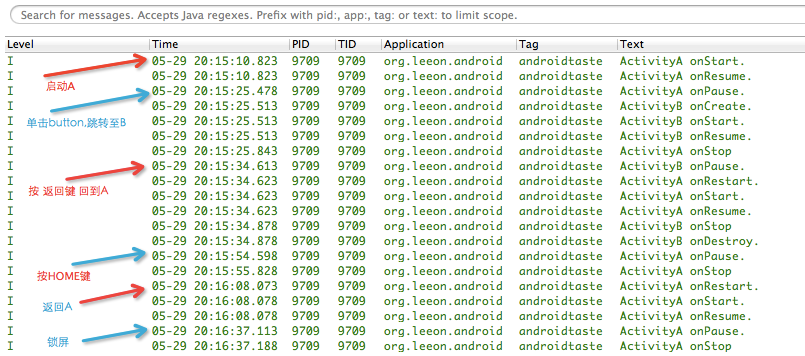 Search for messages. Accepts Java regexes. Prefix with pid:, app:, tag: or text: to limit scope.
Level Time PID TID Application Tag Text
I 05-29 20:15:10.823 9709 9709 org.leeon.android androidtaste ActivityA onStart.
I 05-29 20:15:10.823 9709 9709 org.leeon.android androidtaste ActivityA onResume.
启动A
I 05-29 20:15:25.478 9709 9709 org.leeon.android androidtaste ActivityA onPause.
I 05-29 20:15:25.513 9709 9709 org.leeon.android androidtaste ActivityB onCreate.
单击button,跳转至B
I 05-29 20:15:25.513 9709 9709 org.leeon.android androidtaste ActivityB onStart.
I 05-29 20:15:25.513 9709 9709 org.leeon.android androidtaste ActivityB onResume.
I 05-29 20:15:25.843 9709 9709 org.leeon.android androidtaste ActivityA onStop
I 05-29 20:15:34.613 9709 9709 org.leeon.android androidtaste ActivityB onPause.
I 05-29 20:15:34.623 9709 9709 org.leeon.android androidtaste ActivityA onRestart.
按 返回键 回到A
I 05-29 20:15:34.623 9709 9709 org.leeon.android androidtaste ActivityA onStart.
I 05-29 20:15:34.623 9709 9709 org.leeon.android androidtaste ActivityA onResume.
I 05-29 20:15:34.878 9709 9709 org.leeon.android androidtaste ActivityB onStop
I 05-29 20:15:34.878 9709 9709 org.leeon.android androidtaste ActivityB onDestroy.
I 05-29 20:15:54.598 9709 9709 org.leeon.android androidtaste ActivityA onPause.
I 05-29 20:15:55.828 9709 9709 org.leeon.android androidtaste ActivityA onStop
按HOME键
I 05-29 20:16:08.073 9709 9709 org.leeon.android androidtaste ActivityA onRestart.
I 05-29 20:16:08.078 9709 9709 org.leeon.android androidtaste ActivityA onStart.
返回A
I 05-29 20:16:08.078 9709 9709 org.leeon.android androidtaste ActivityA onResume.
I 05-29 20:16:37.113 9709 9709 org.leeon.android androidtaste ActivityA onPause.
锁屏
I 05-29 20:16:37.188 9709 9709 org.leeon.android androidtaste ActivityA onStop